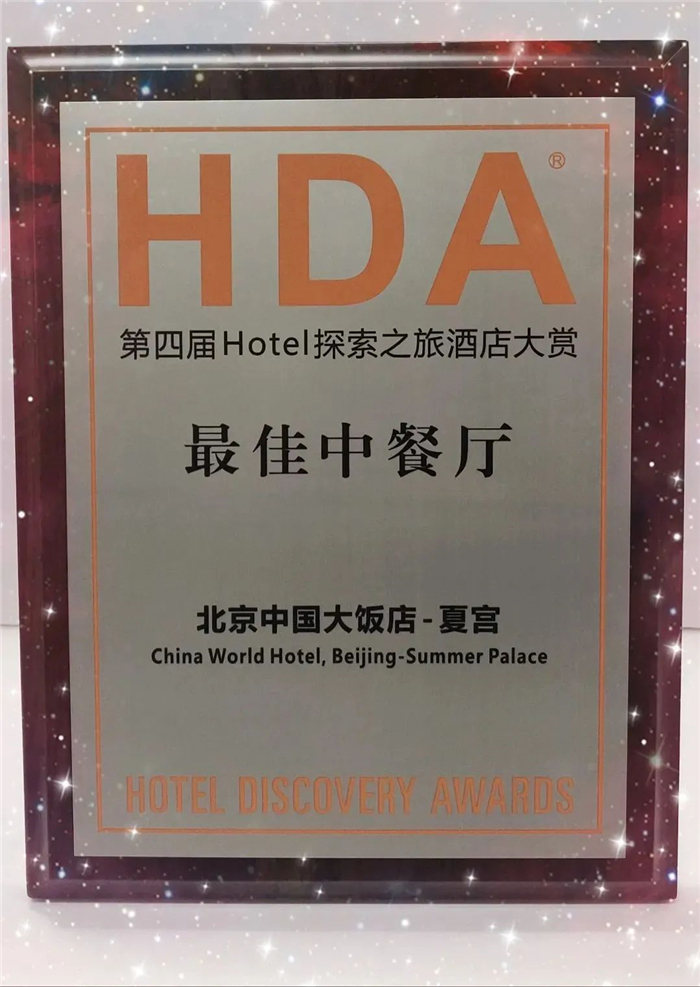 HDA®
第四届Hotel探索之旅酒店大赏
最佳中餐厅
北京中国大饭店-夏宫
China World Hotel, Beijing-Summer Palace
HOTEL DISCOVERY AWARDS